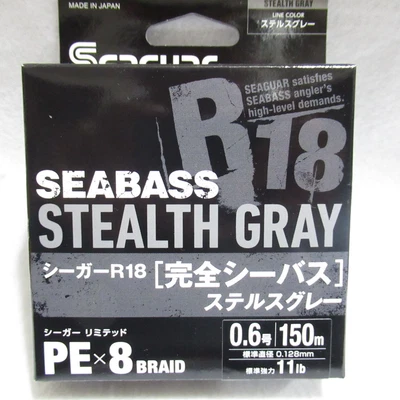 MADE IN JAPAN
STEALTH GRAY
LINE COLOR
ステルスグレー
SEAGUAR
R18
SEAGUAR satisfies
SEABASS angler's
high-level demands.
SEABASS
STEALTH GRAY
シーガーR18 [完全シーバス]
ステルスグレー
シーガー リミテッド
PE×8 BRAID
0.6号 150m
標準直径 0.128mm
標準強力 11lb